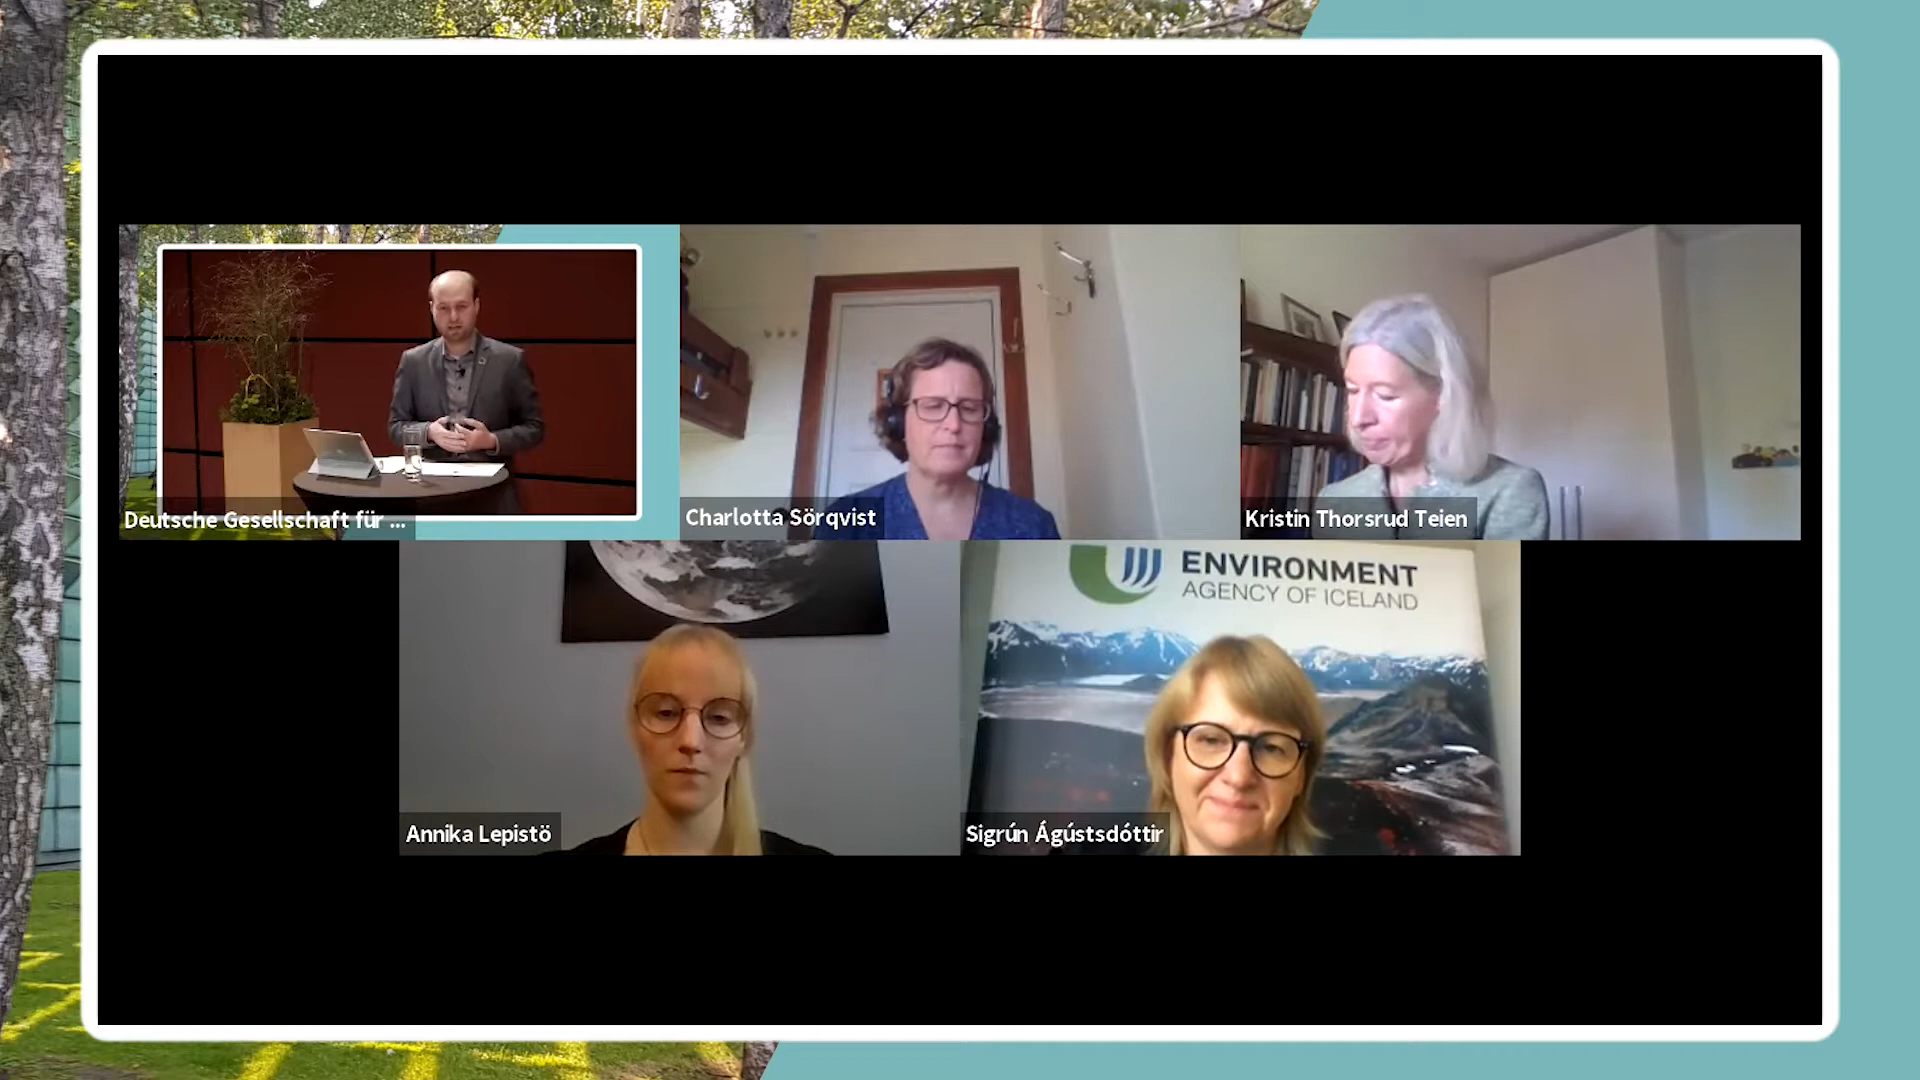 Deutsche Gesellschaft für ...
Charlotta Sörqvist
Kristin Thorsrud Teien
ENVIRONMENT
AGENCY OF ICELAND
Annika Lepistö
Sigrún Ágústsdóttir